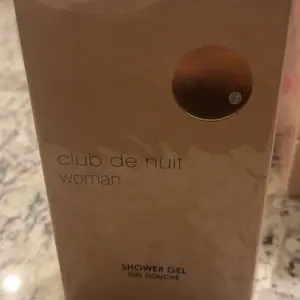 club de nuit
woman
SHOWER GEL
GEL DOUCHE